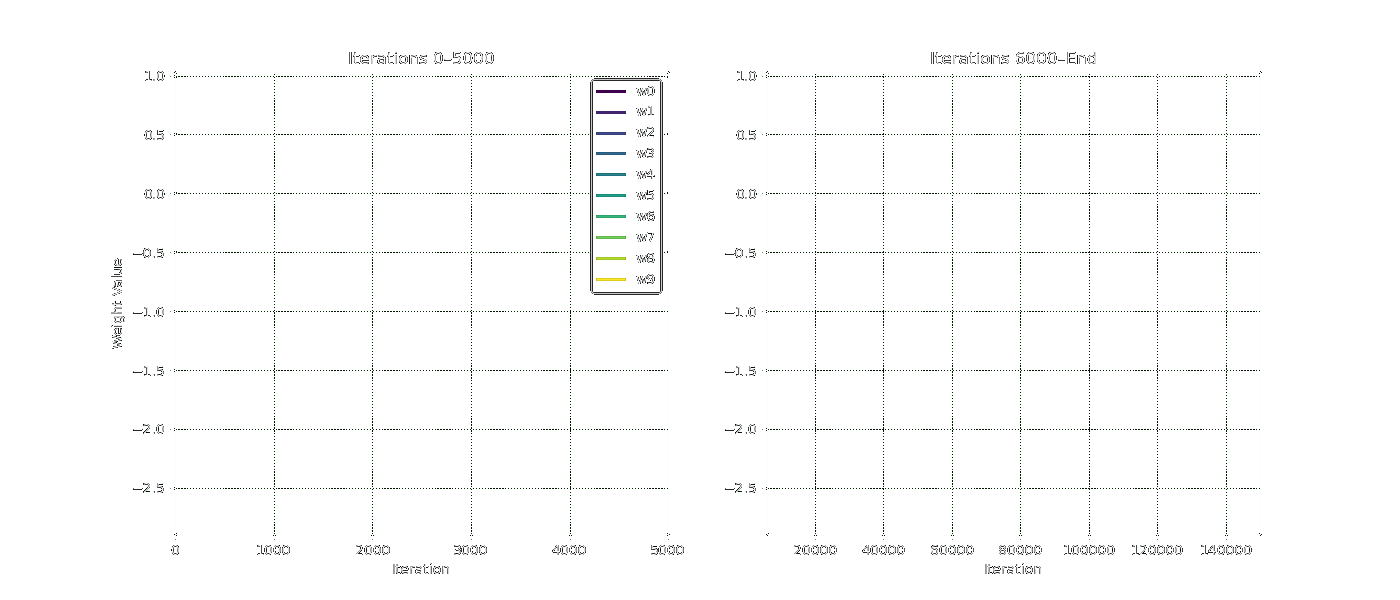 Iterations 0–5000
1.0
0.5
0.0
−0.5
−1.0
−1.5
−2.0
−2.5
Weight Value
0 1000 2000 3000 4000 5000
Iteration
w0
w1
w2
w3
w4
w5
w6
w7
w8
w9
Iterations 6000–End
1.0
0.5
0.0
−0.5
−1.0
−1.5
−2.0
−2.5
20000 40000 60000 80000 100000 120000 140000
Iteration